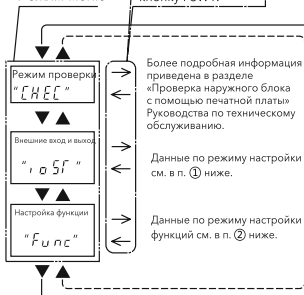 Режим проверки
"CHEC"
Более подробная информация
приведена в разделе
«Проверка наружного блока
с помощью печатной платы»
Руководства по техническому
обслуживанию.
Внешние вход и выход
"ioST"
Данные по режиму настройки
см. в п. ① ниже.
Настройка функции
"Func"
Данные по режиму настройки
функций см. в п. ② ниже.